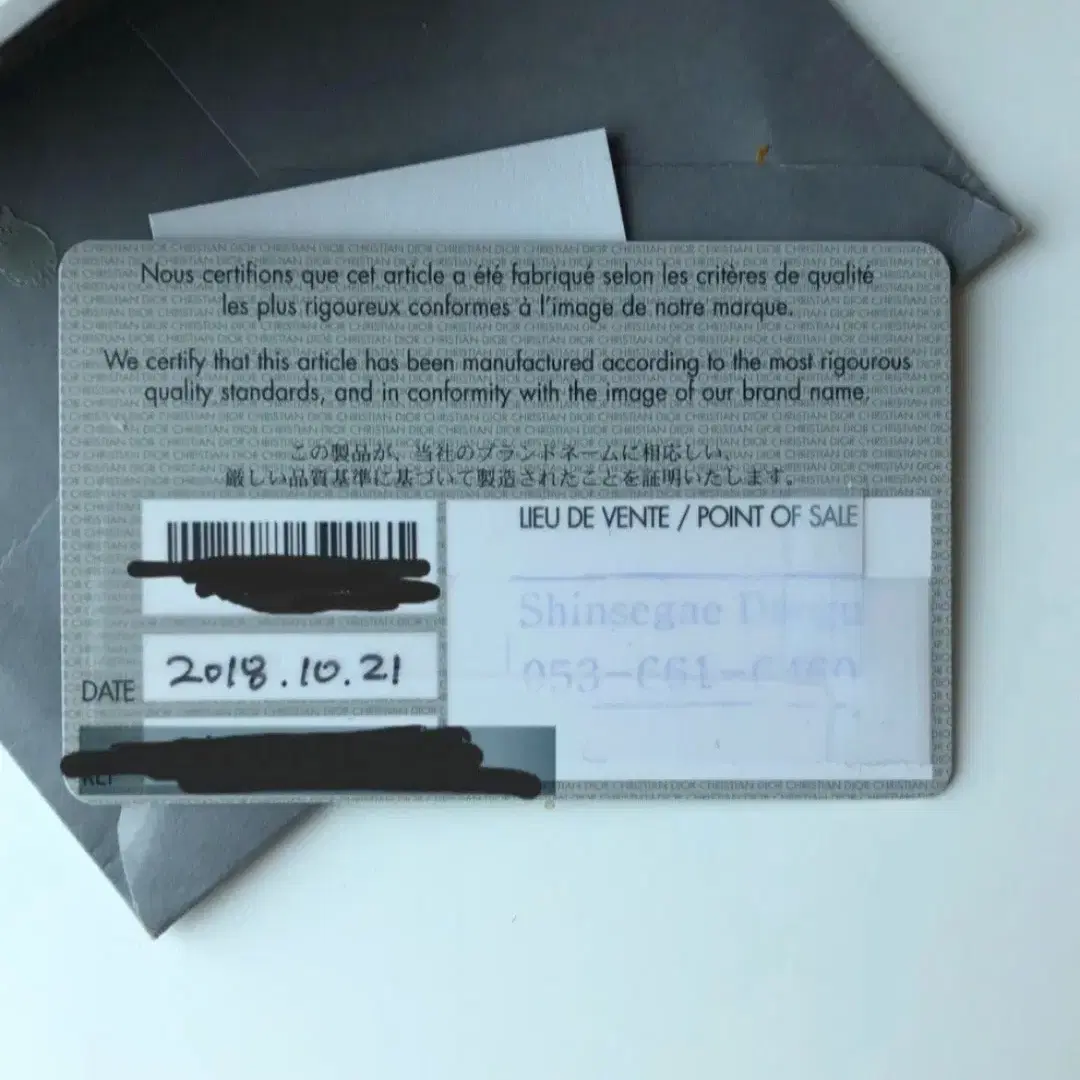 Nous certifions que cet article a été fabriqué selon les critères de qualité
les plus rigoureux conformes à l'image de notre marque.
We certify that this article has been manufactured according to the most rigourous
quality standards, and in conformity with the image of our brand name.
この製品が、当社のブランドネームに相応しい、
厳しい品質基準に基づいて製造されたことを証明いたします。
LIEU DE VENTE / POINT OF SALE
Shinsegae
DATE 2018.10.21